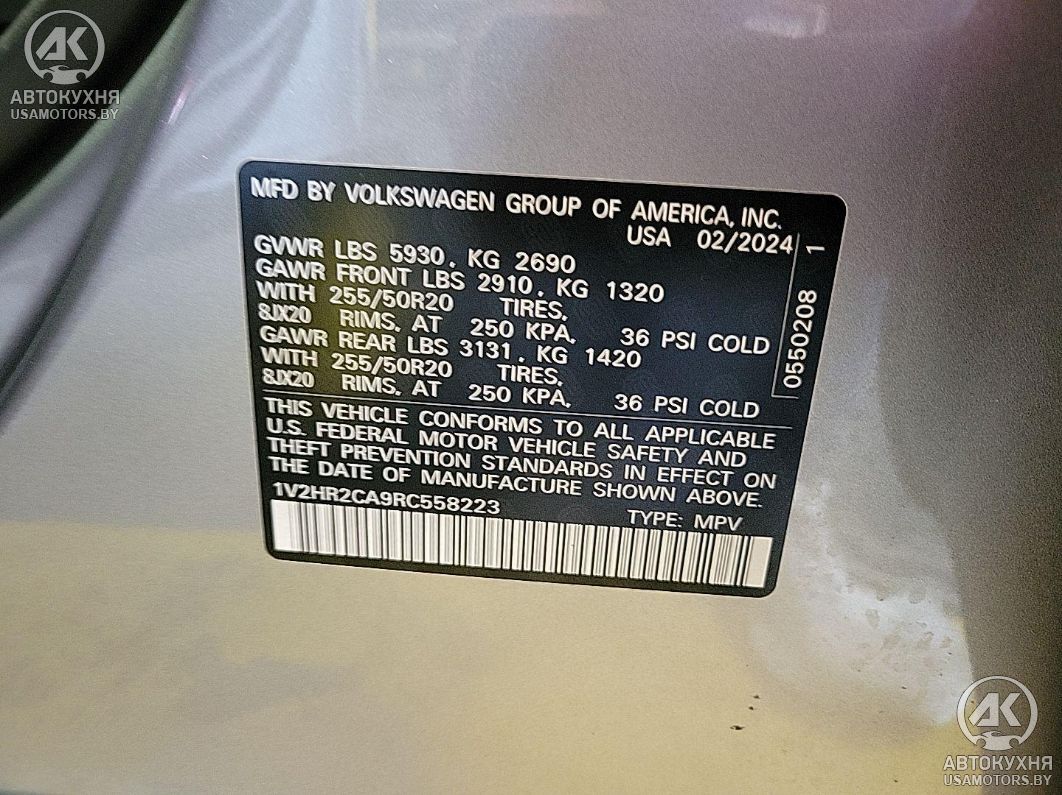 AK
АВТОКУХНЯ
USAMOTORS.BY
MFD BY VOLKSWAGEN GROUP OF AMERICA, INC.
USA 02/2024
GVWR LBS 5930. KG 2690
GAWR FRONT LBS 2910. KG 1320
WITH 255/50R20 TIRES,
8JX20 RIMS, AT 250 KPA, 36 PSI COLD
GAWR REAR LBS 3131. KG 1420
WITH 255/50R20 TIRES,
8JX20 RIMS, AT 250 KPA, 36 PSI COLD
0550208 1
THIS VEHICLE CONFORMS TO ALL APPLICABLE
U.S. FEDERAL MOTOR VEHICLE SAFETY AND
THEFT PREVENTION STANDARDS IN EFFECT ON
THE DATE OF MANUFACTURE SHOWN ABOVE.
1V2HR2CA9RC558223 TYPE: MPV
AK
АВТОКУХНЯ
USAMOTORS.BY